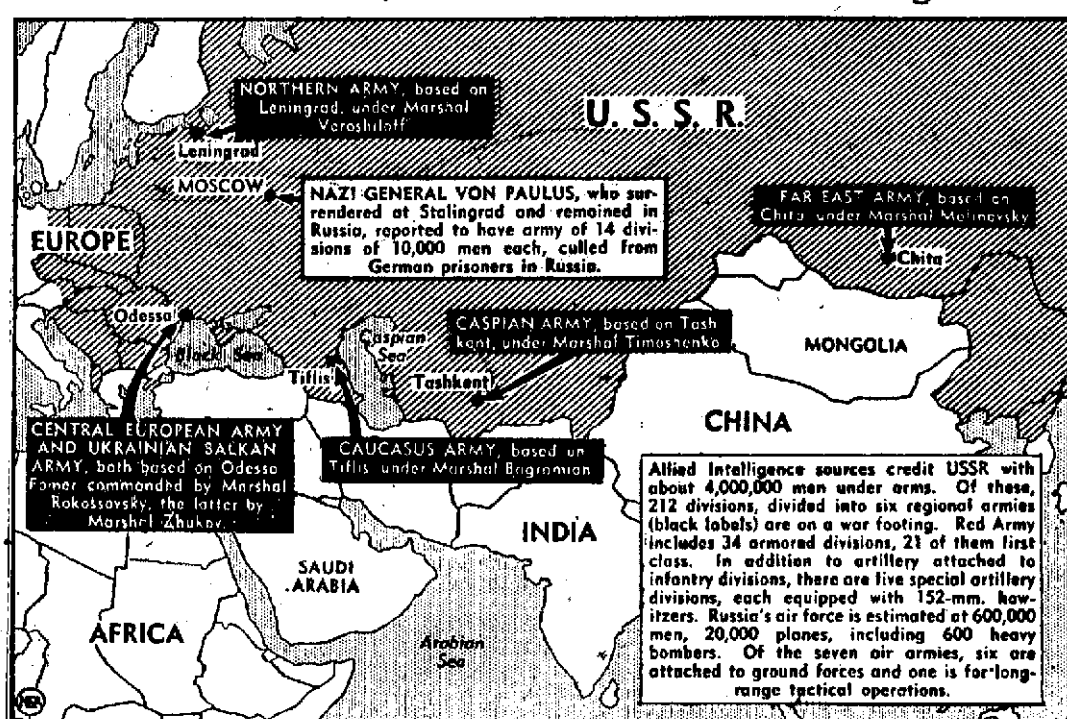 NORTHERN ARMY, based on
Leningrad, under Marshal
Voroshiloff
Leningrad
U. S. S. R.
MOSCOW
NAZI GENERAL VON PAULUS, who sur-
rendered at Stalingrad and remained in
Russia, reported to have army of 14 divi-
sions of 10,000 men each, culled from
German prisoners in Russia.
FAR EAST ARMY, based on
Chita, under Marshal Malinovsky
Chita
EUROPE
Odessa
Black Sea
Caspian
Sea
Tiflis
Tashkent
CASPIAN ARMY, based on Tash
kent, under Marshal Timoshenko
MONGOLIA
CHINA
CENTRAL EUROPEAN ARMY
AND UKRAINIAN BALKAN
ARMY, both based on Odessa
Fomer commanded by Marshal
Rokossovsky, the latter by
Marshal Zhukov.
CAUCASUS ARMY, based on
Tiflis, under Marshal Bagramian
Allied Intelligence sources credit USSR with
about 4,000,000 men under arms. Of these,
212 divisions, divided into six regional armies
(black labels) are on a war footing. Red Army
includes 34 armored divisions, 21 of them first
class. In addition to artillery attached to
infantry divisions, there are five special artillery
divisions, each equipped with 152-mm. how-
itzers. Russia's air force is estimated at 600,000
men, 20,000 planes, including 600 heavy
bombers. Of the seven air armies, six are
attached to ground forces and one is for long-
range tactical operations.
INDIA
SAUDI
ARABIA
AFRICA
Arabian
Sea
NEA